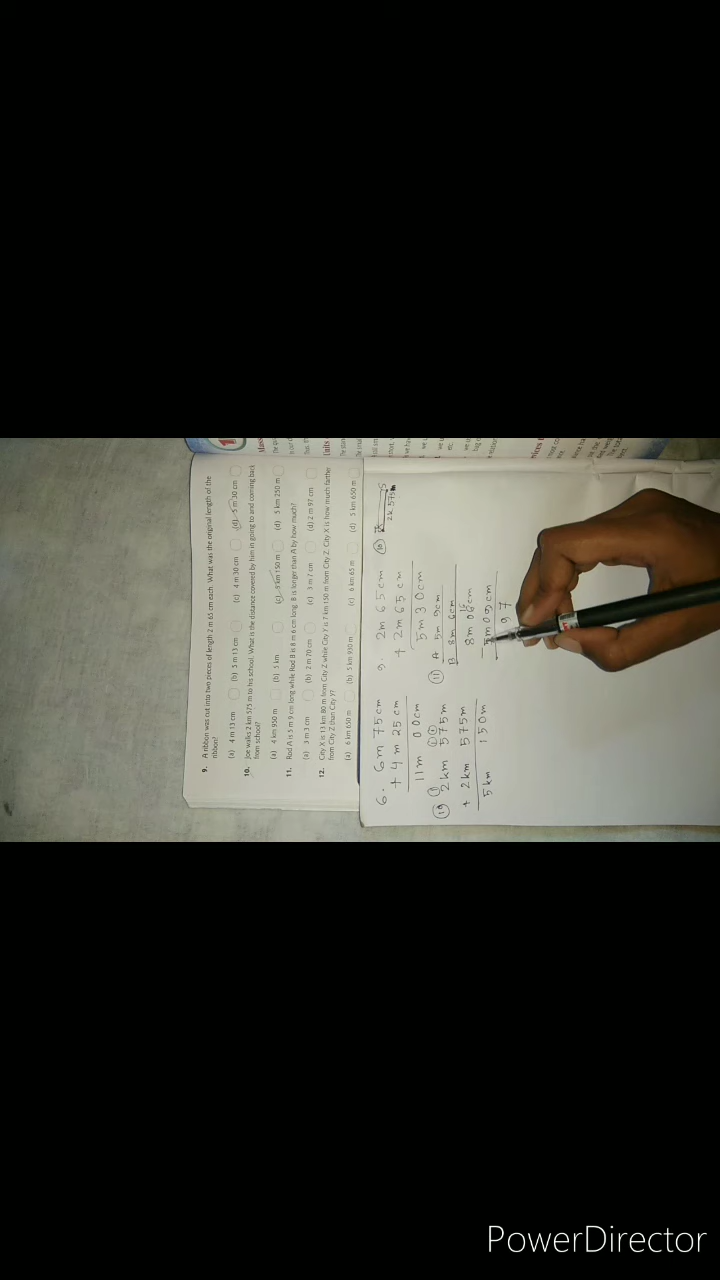 9. A ribbon was cut into two pieces of length 2 m 65 cm each. What was the original length of the
ribbon?
(a) 4 m 13 cm (b) 5 m 13 cm (c) 4 m 30 cm (d) 5 m 30 cm
10. Joe walks 2 km 575 m to his school. What is the distance covered by him in going to and coming back
from school?
(a) 4 km 950 m (b) 5 km (c) 5 km 150 m (d) 5 km 250 m
11. Rod A is 5 m 9 cm long while Rod B is 8 m 6 cm long. B is longer than A by how much?
(a) 3 m 3 cm (b) 2 m 70 cm (c) 3 m 7 cm (d) 2 m 97 cm
12. City X is 13 km 80 m from City Z while City Y is 7 km 150 m from City Z. City X is how much farther
from City Z than City Y?
(a) 6 km 650 m (b) 5 km 930 m (c) 6 km 65 m (d) 5 km 650 m
6. 6m 75cm
+ 4m 25cm
11m 00cm
9. 2m 65cm
+ 2m 65cm
5m 30cm
10
2k 575m
2km 575m
+ 2km 575m
5km 150m
11 A 5m 9cm
B 8m 6cm
8m 06cm
5m 09cm
97
PowerDirector